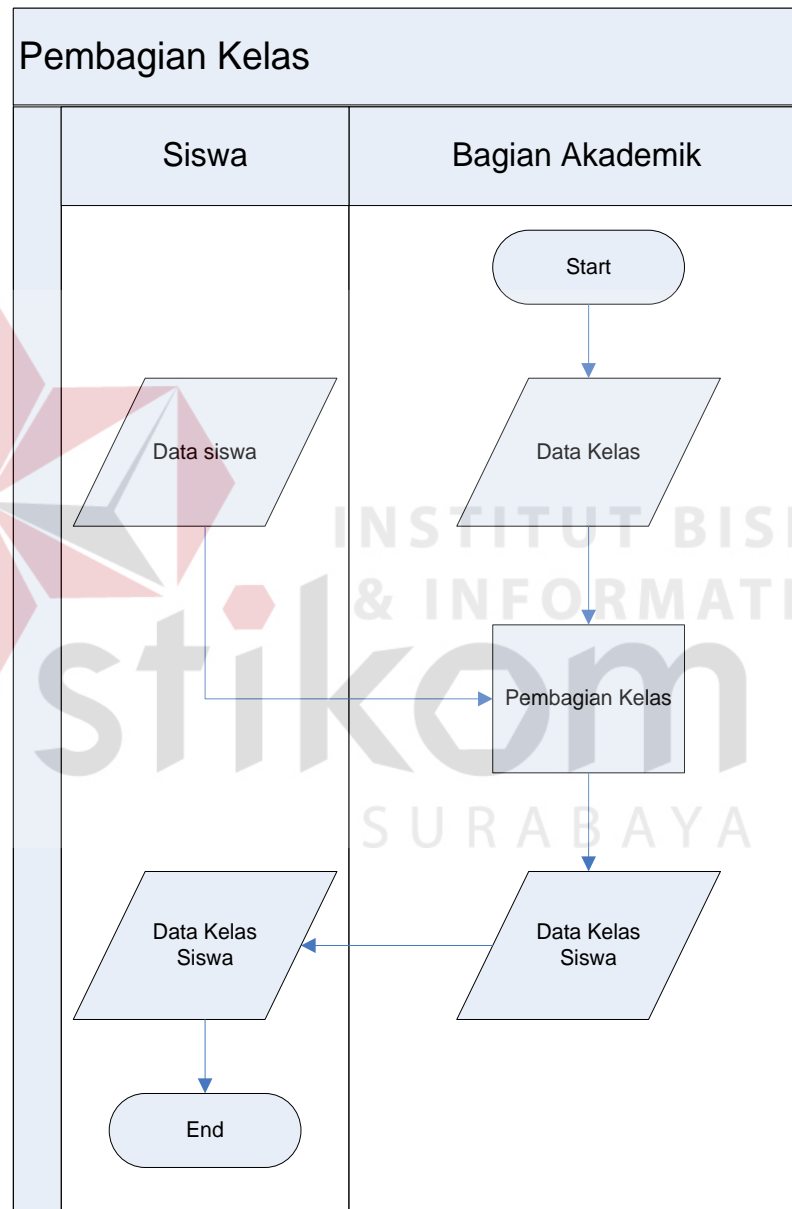 Pembagian Kelas
Siswa
Bagian Akademik
Start
Data siswa
Data Kelas
INSTITUT BIS
& INFORMATI
stikom
Pembagian Kelas
SURABAYA
Data Kelas
Siswa
Data Kelas
Siswa
End